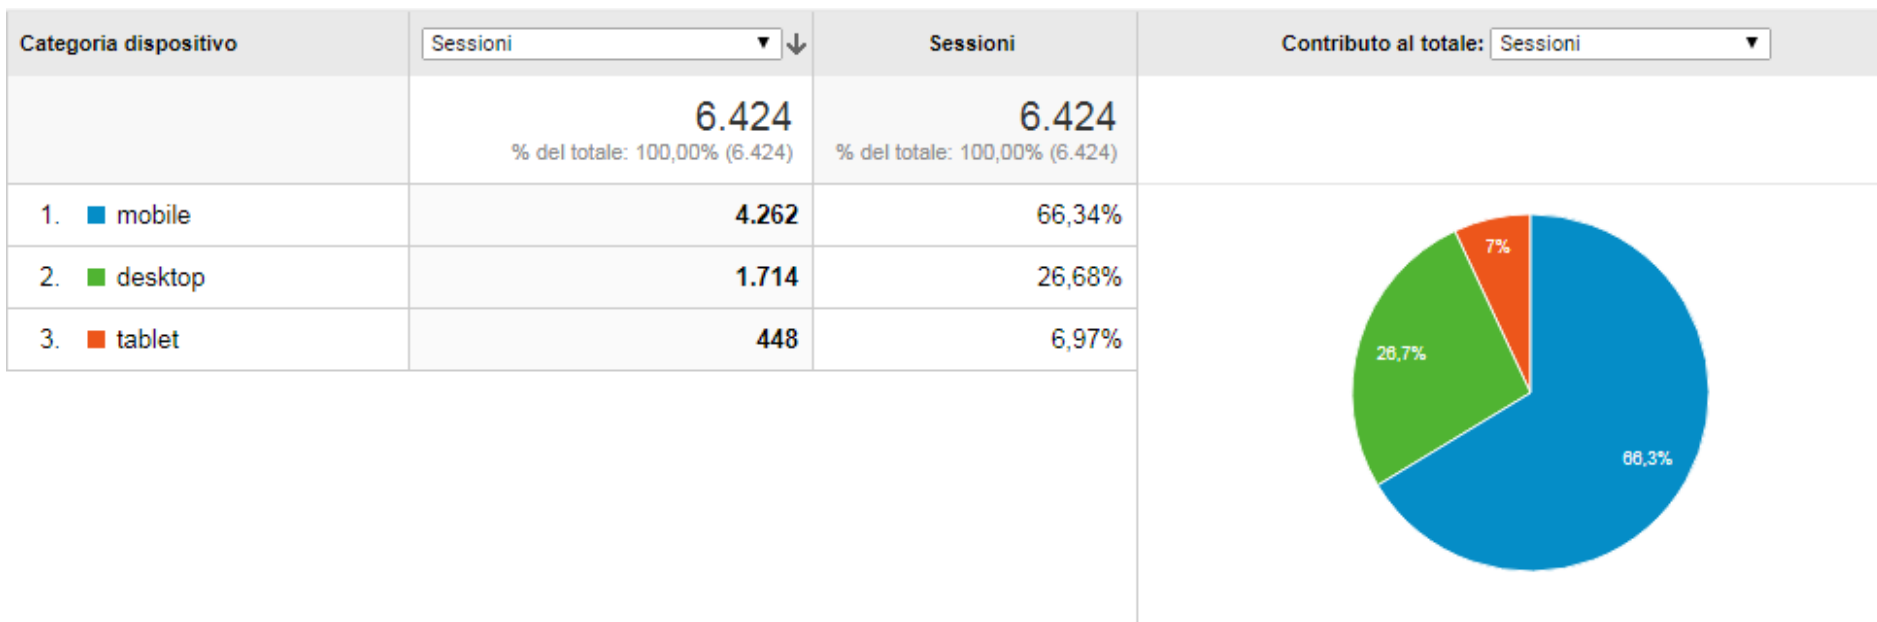 Categoria dispositivo Sessioni Sessioni Contributo al totale: Sessioni
6.424 6.424
% del totale: 100,00% (6.424) % del totale: 100,00% (6.424)
1. mobile 4.262 66,34%
2. desktop 1.714 26,68%
3. tablet 448 6,97%
7%
26,7%
66,3%